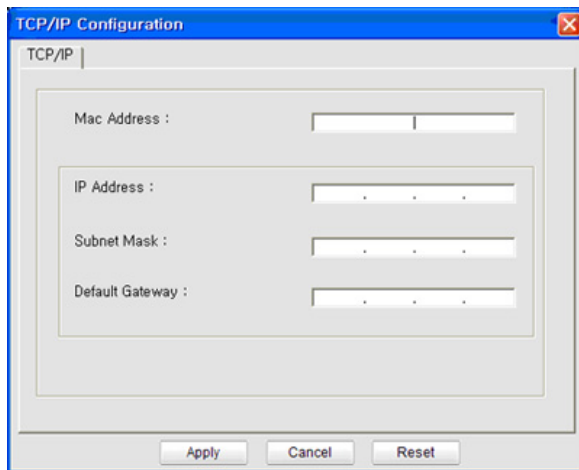 TCP/IP Configuration
TCP/IP
Mac Address :
IP Address :
. . .
Subnet Mask :
. . .
Default Gateway :
. . .
Apply Cancel Reset